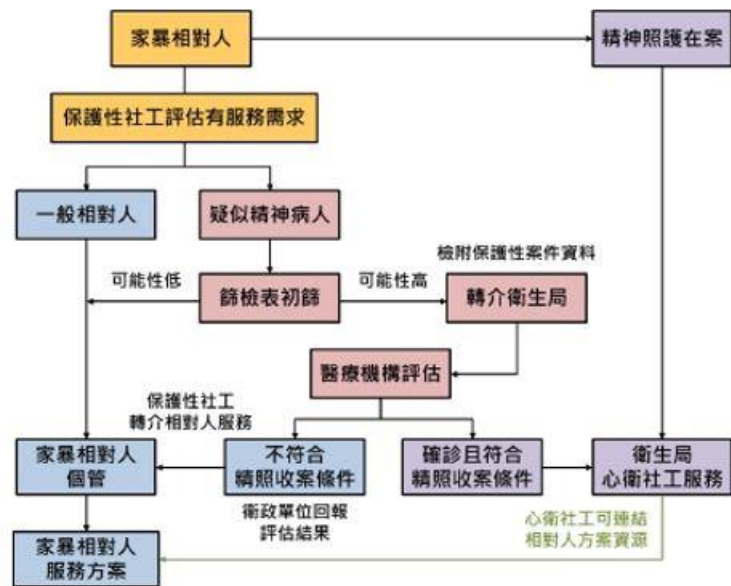 家暴相對人
精神照護在案
保護性社工評估有服務需求
一般相對人
疑似精神病人
檢附保護性案件資料
可能性低
篩檢表初篩
可能性高
轉介衛生局
醫療機構評估
保護性社工
轉介相對人服務
家暴相對人
個管
不符合
精照收案條件
確診且符合
精照收案條件
衛生局
心衛社工服務
衛政單位回報
評估結果
心衛社工可連結
相對人方案資源
家暴相對人
服務方案